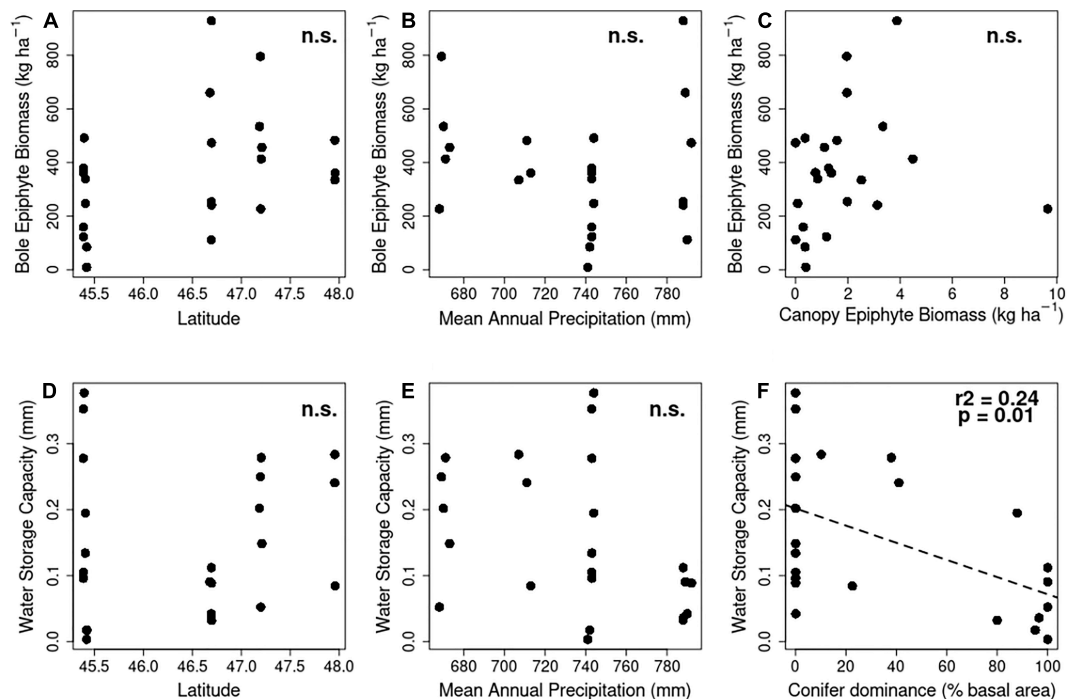 A
n.s.
Bole Epiphyte Biomass (kg ha−1)
0 200 400 600 800
45.5 46.0 46.5 47.0 47.5 48.0
Latitude
B
n.s.
Bole Epiphyte Biomass (kg ha−1)
0 200 400 600 800
680 700 720 740 760 780
Mean Annual Precipitation (mm)
C
n.s.
Bole Epiphyte Biomass (kg ha−1)
0 200 400 600 800
0 2 4 6 8 10
Canopy Epiphyte Biomass (kg ha−1)
D
n.s.
Water Storage Capacity (mm)
0.0 0.1 0.2 0.3
45.5 46.0 46.5 47.0 47.5 48.0
Latitude
E
n.s.
Water Storage Capacity (mm)
0.0 0.1 0.2 0.3
680 700 720 740 760 780
Mean Annual Precipitation (mm)
F
r2 = 0.24
p = 0.01
Water Storage Capacity (mm)
0.0 0.1 0.2 0.3
0 20 40 60 80 100
Conifer dominance (% basal area)